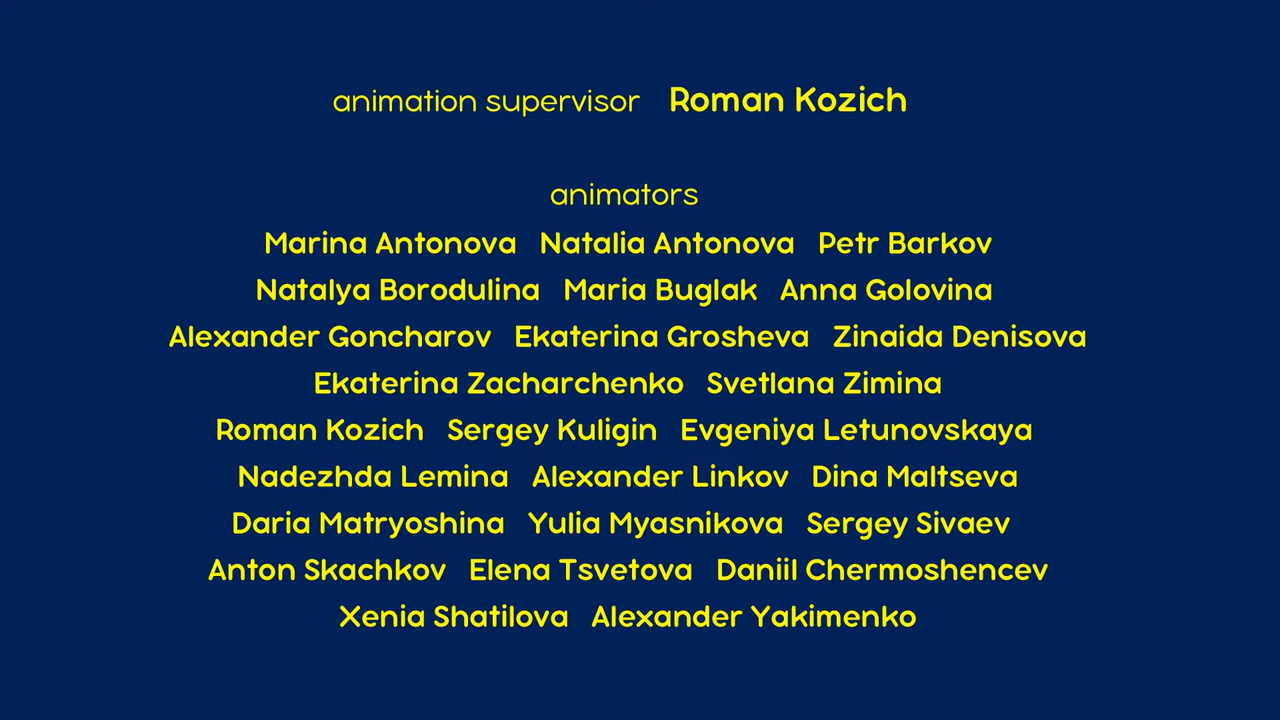 animation supervisor Roman Kozich
animators
Marina Antonova Natalia Antonova Petr Barkov
Natalya Borodulina Maria Buglak Anna Golovina
Alexander Goncharov Ekaterina Grosheva Zinaida Denisova
Ekaterina Zacharchenko Svetlana Zimina
Roman Kozich Sergey Kuligin Evgeniya Letunovskaya
Nadezhda Lemina Alexander Linkov Dina Maltseva
Daria Matryoshina Yulia Myasnikova Sergey Sivaev
Anton Skachkov Elena Tsvetova Daniil Chermoshencev
Xenia Shatilova Alexander Yakimenko